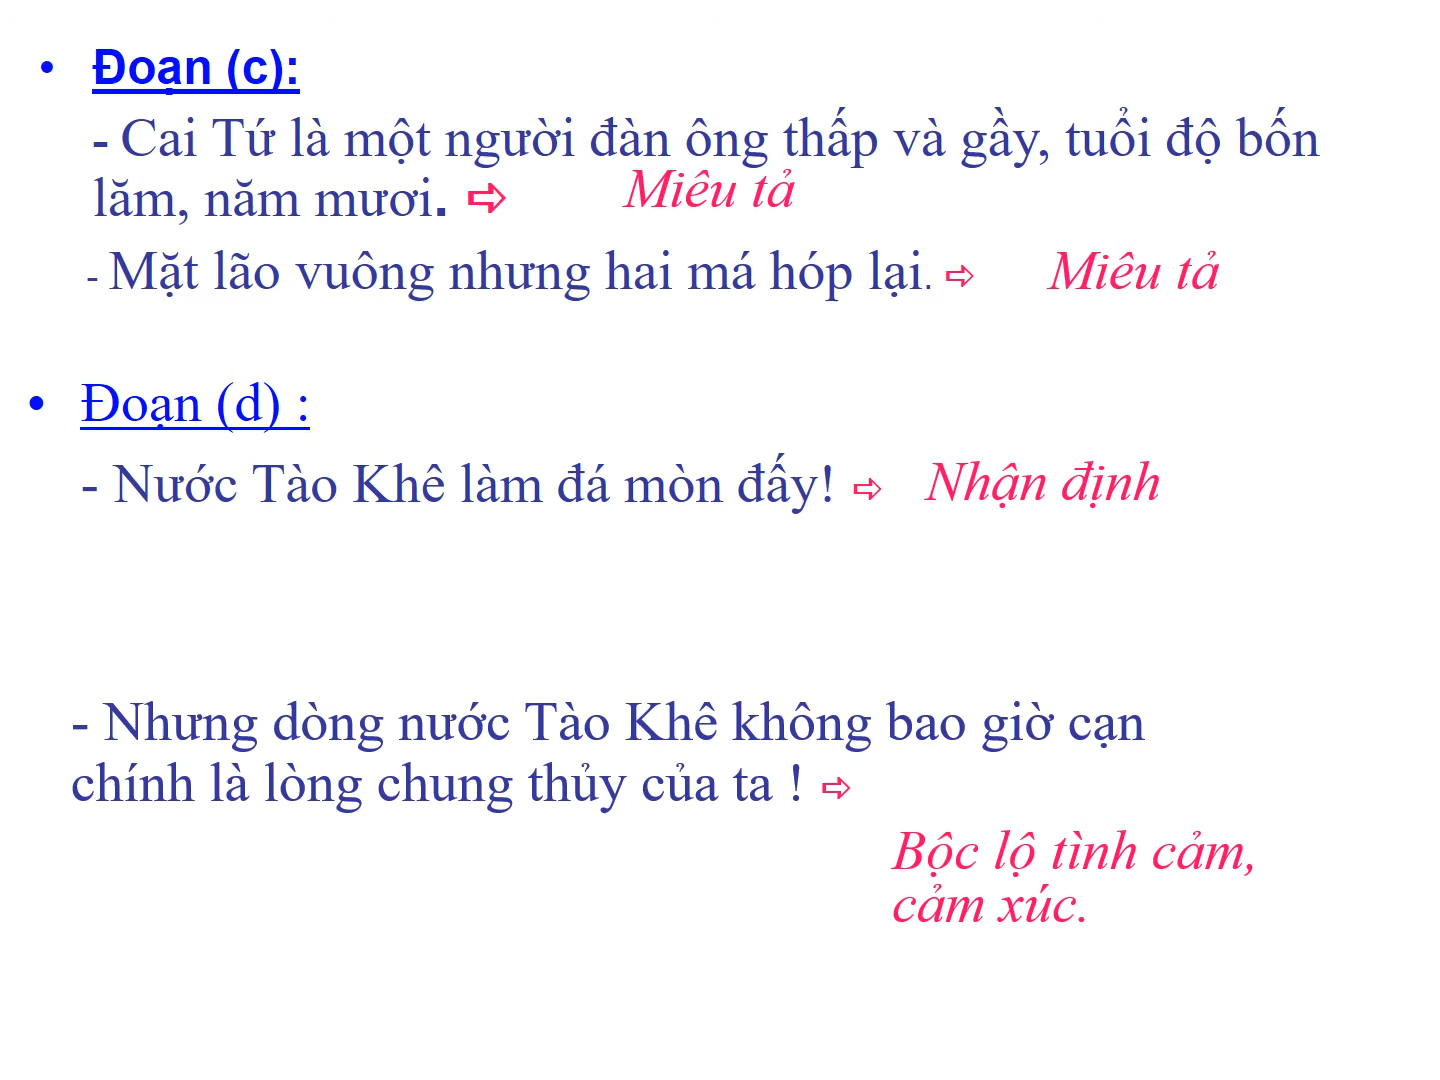 • Đoạn (c):
- Cai Tứ là một người đàn ông thấp và gầy, tuổi độ bốn
lăm, năm mươi. ⇨ Miêu tả
- Mặt lão vuông nhưng hai má hóp lại. ⇨ Miêu tả
• Đoạn (d) :
- Nước Tào Khê làm đá mòn đấy! ⇨ Nhận định
- Nhưng dòng nước Tào Khê không bao giờ cạn
chính là lòng chung thủy của ta ! ⇨
Bộc lộ tình cảm,
cảm xúc.